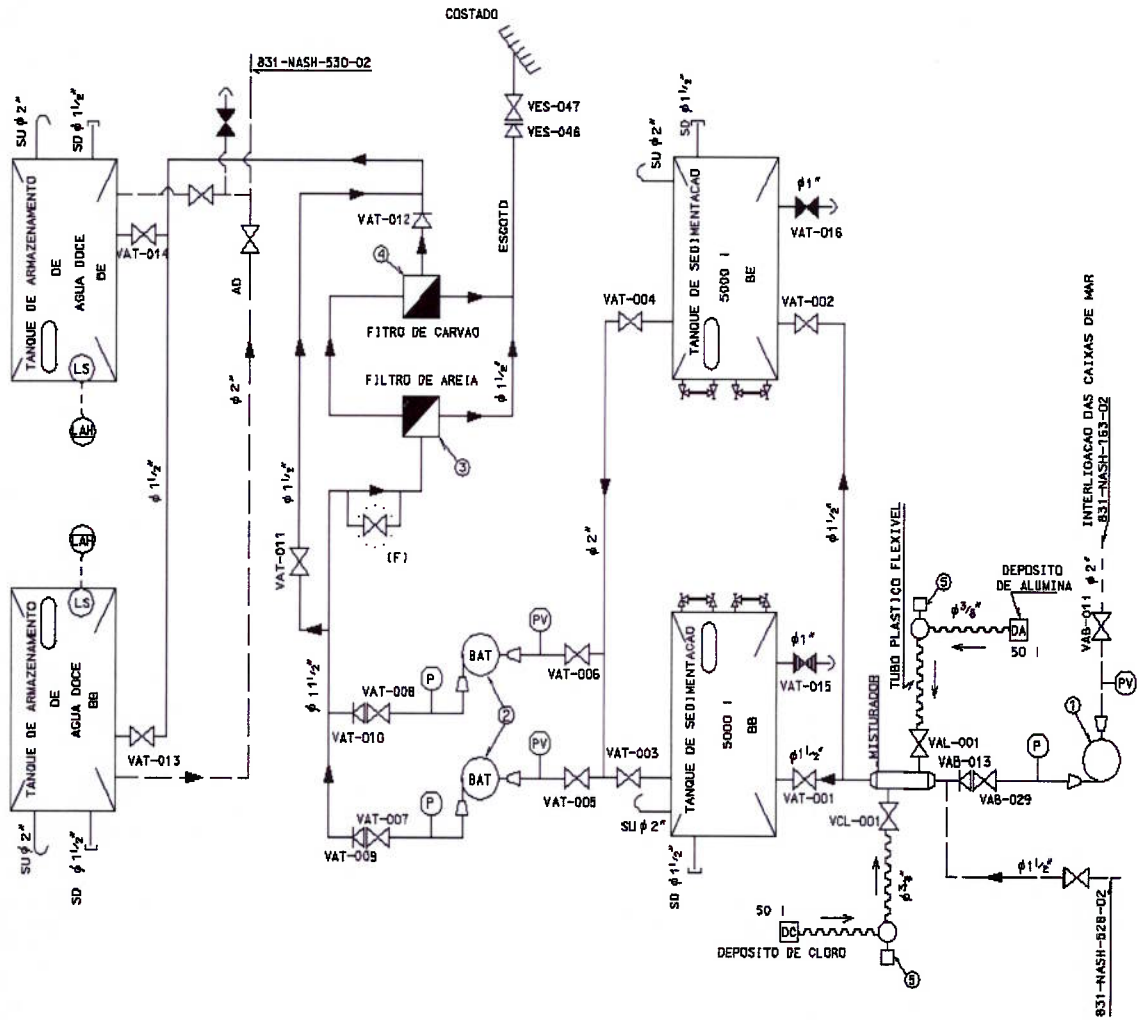 COSTADO
831-NASH-530-02
VES-047
VES-046
SU φ 2"
SD φ 1 1/2"
TANQUE DE ARMAZENAMENTO
DE
AGUA DOCE
BE
VAT-014
LS
LAH
AD
φ 2"
φ 1 1/2"
VAT-012
4
FITRO DE CARVAO
FILTRO DE AREIA
3
ESGOTO
φ 1 1/2"
φ 1 1/2"
VAT-011
(F)
SU φ 2"
SD φ 1 1/2"
TANQUE DE SEDIMENTACAO
5000 l
BE
φ 1"
VAT-016
VAT-004
VAT-002
φ 2"
φ 1 1/2"
INTERLIGACAO DAS CAIXAS DE MAR
831-NASH-163-02
φ 2"
VAB-011
PV
1
TUBO PLASTICO FLEXIVEL
5
φ 3/8"
DEPOSITO
DE ALUMINA
DA
50 l
LAH
LS
TANQUE DE ARMAZENAMENTO
DE
AGUA DOCE
BB
VAT-013
SU φ 2"
SD φ 1 1/2"
φ 1 1/2"
VAT-008
VAT-010
P
BAT
PV
VAT-006
2
VAT-007
VAT-009
P
BAT
PV
VAT-005
VAT-003
SU φ 2"
SD φ 1 1/2"
TANQUE DE SEDIMENTACAO
5000 l
BB
φ 1"
VAT-015
φ 1 1/2"
VAT-001
MISTURADOR
VAL-001
VAB-013
VAB-029
P
VCL-001
φ 3/8"
50 l
DC
DEPOSITO DE CLORO
5
φ 1 1/2"
831-NASH-528-02